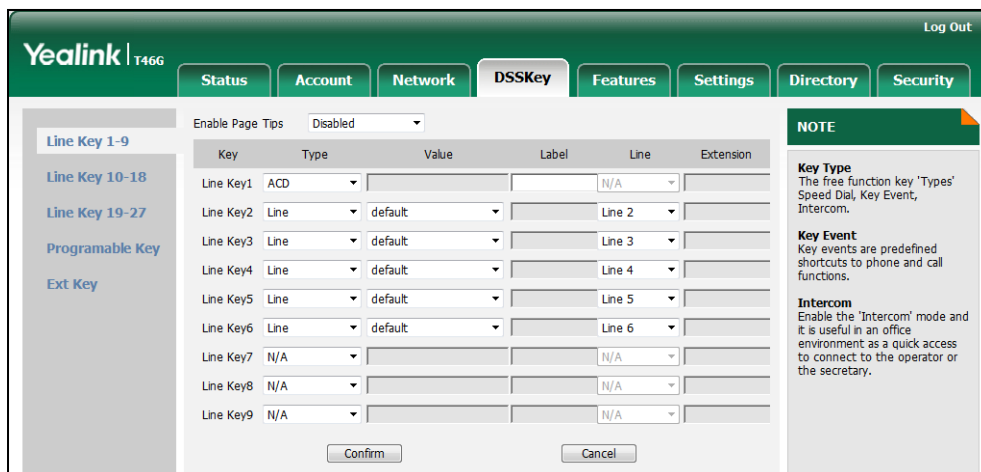 Log Out
Yealink T46G
Status Account Network DSSKey Features Settings Directory Security
Line Key 1-9
Line Key 10-18
Line Key 19-27
Programable Key
Ext Key
Enable Page Tips Disabled
Key Type Value Label Line Extension
Line Key1 ACD N/A
Line Key2 Line default Line 2
Line Key3 Line default Line 3
Line Key4 Line default Line 4
Line Key5 Line default Line 5
Line Key6 Line default Line 6
Line Key7 N/A N/A
Line Key8 N/A N/A
Line Key9 N/A N/A
Confirm Cancel
NOTE
Key Type
The free function key 'Types'
Speed Dial, Key Event,
Intercom.
Key Event
Key events are predefined
shortcuts to phone and call
functions.
Intercom
Enable the 'Intercom' mode and
it is useful in an office
environment as a quick access
to connect to the operator or
the secretary.